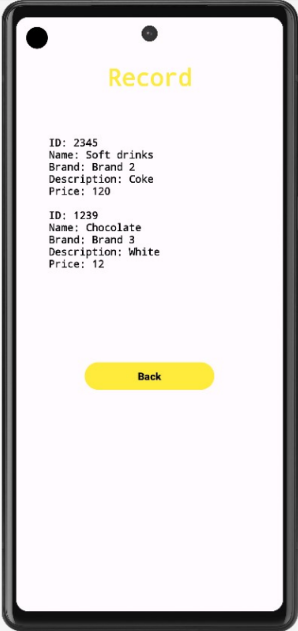 Record
ID: 2345
Name: Soft drinks
Brand: Brand 2
Description: Coke
Price: 120
ID: 1239
Name: Chocolate
Brand: Brand 3
Description: White
Price: 12
Back